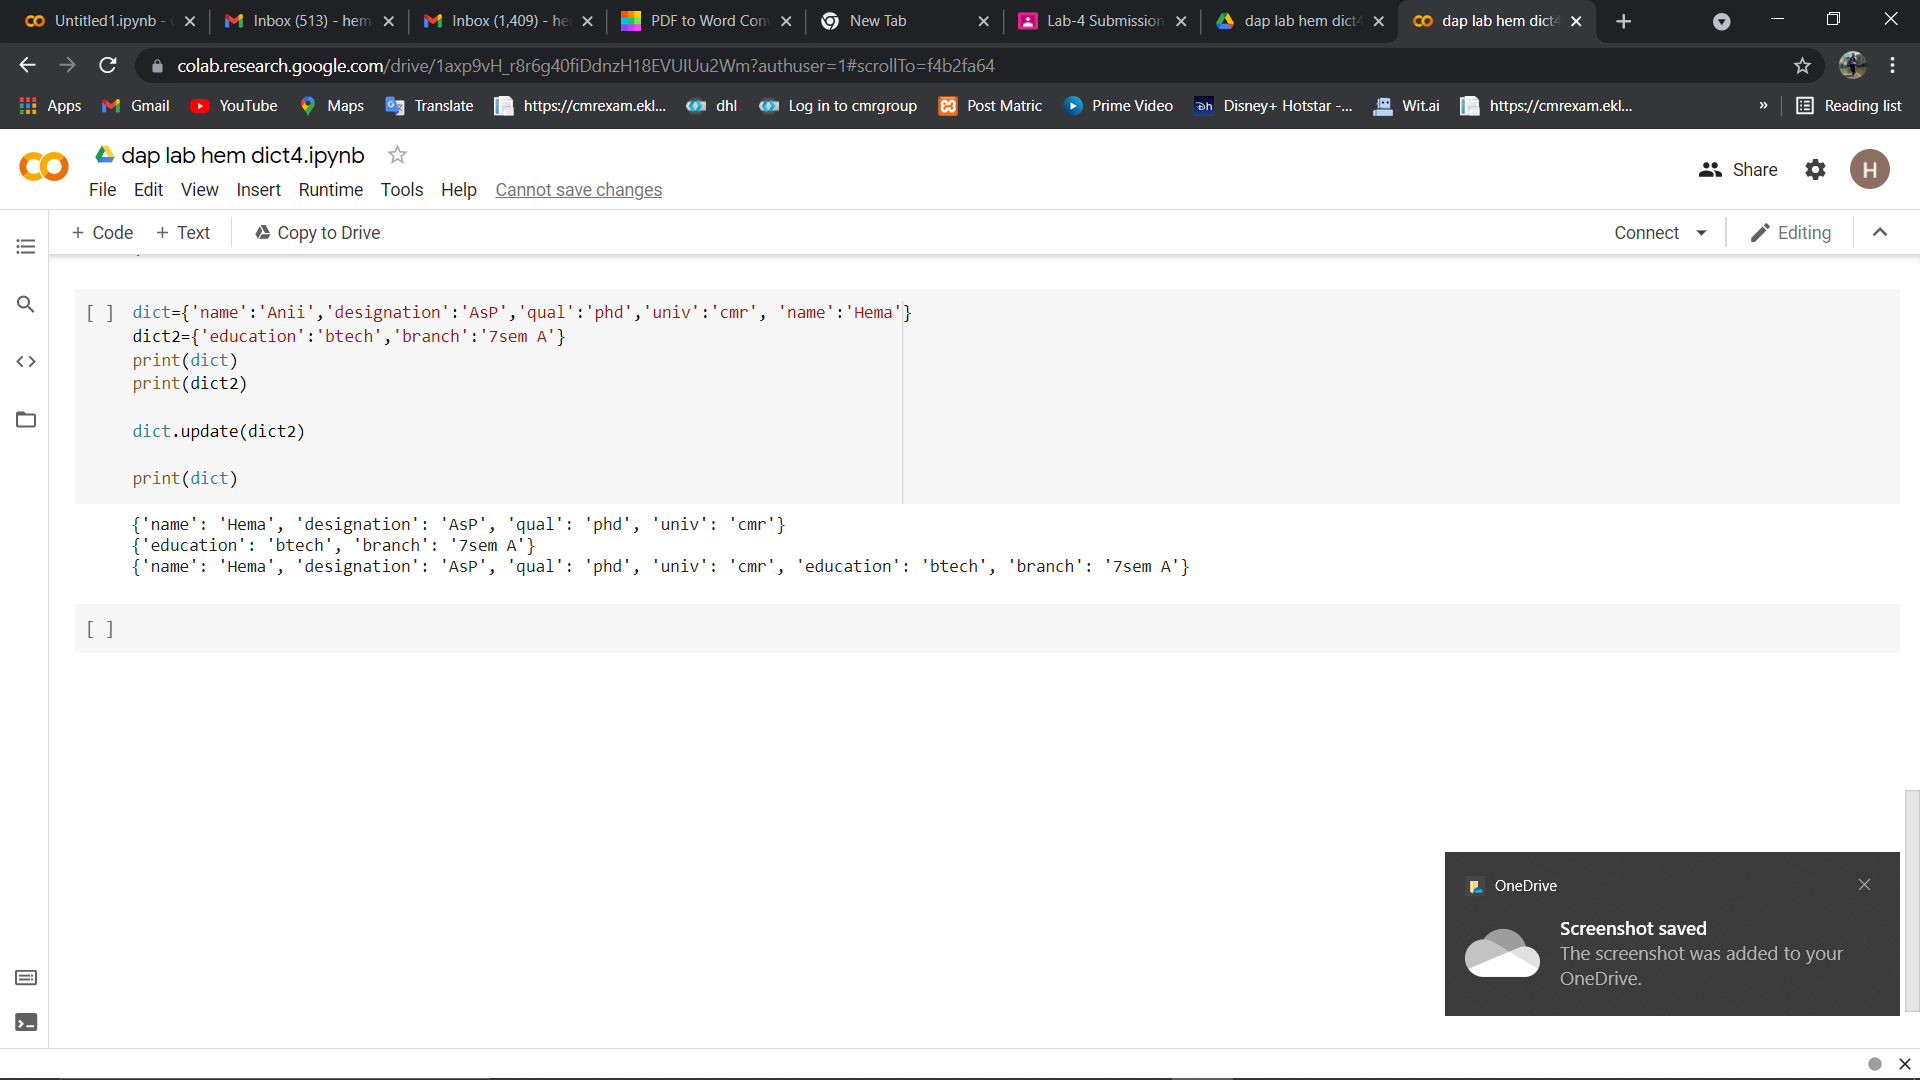 Untitled1.ipynb -
Inbox (513) - hem
Inbox (1,409) - he
PDF to Word Con
New Tab
Lab-4 Submission
dap lab hem dict4
dap lab hem dict4
colab.research.google.com/drive/1axp9vH_r8r6g40fiDdnzH18EVUIUu2Wm?authuser=1#scrollTo=f4b2fa64
Apps
Gmail
YouTube
Maps
Translate
https://cmrexam.ekl...
dhl
Log in to cmrgroup
Post Matric
Prime Video
Disney+ Hotstar -...
Wit.ai
https://cmrexam.ekl...
»
Reading list
dap lab hem dict4.ipynb
File Edit View Insert Runtime Tools Help Cannot save changes
Share
H
+ Code + Text Copy to Drive
Connect
Editing
[ ] dict={'name':'Anii','designation':'AsP','qual':'phd','univ':'cmr', 'name':'Hema'}
dict2={'education':'btech','branch':'7sem A'}
print(dict)
print(dict2)
dict.update(dict2)
print(dict)
{'name': 'Hema', 'designation': 'AsP', 'qual': 'phd', 'univ': 'cmr'}
{'education': 'btech', 'branch': '7sem A'}
{'name': 'Hema', 'designation': 'AsP', 'qual': 'phd', 'univ': 'cmr', 'education': 'btech', 'branch': '7sem A'}
[ ]
OneDrive
Screenshot saved
The screenshot was added to your
OneDrive.